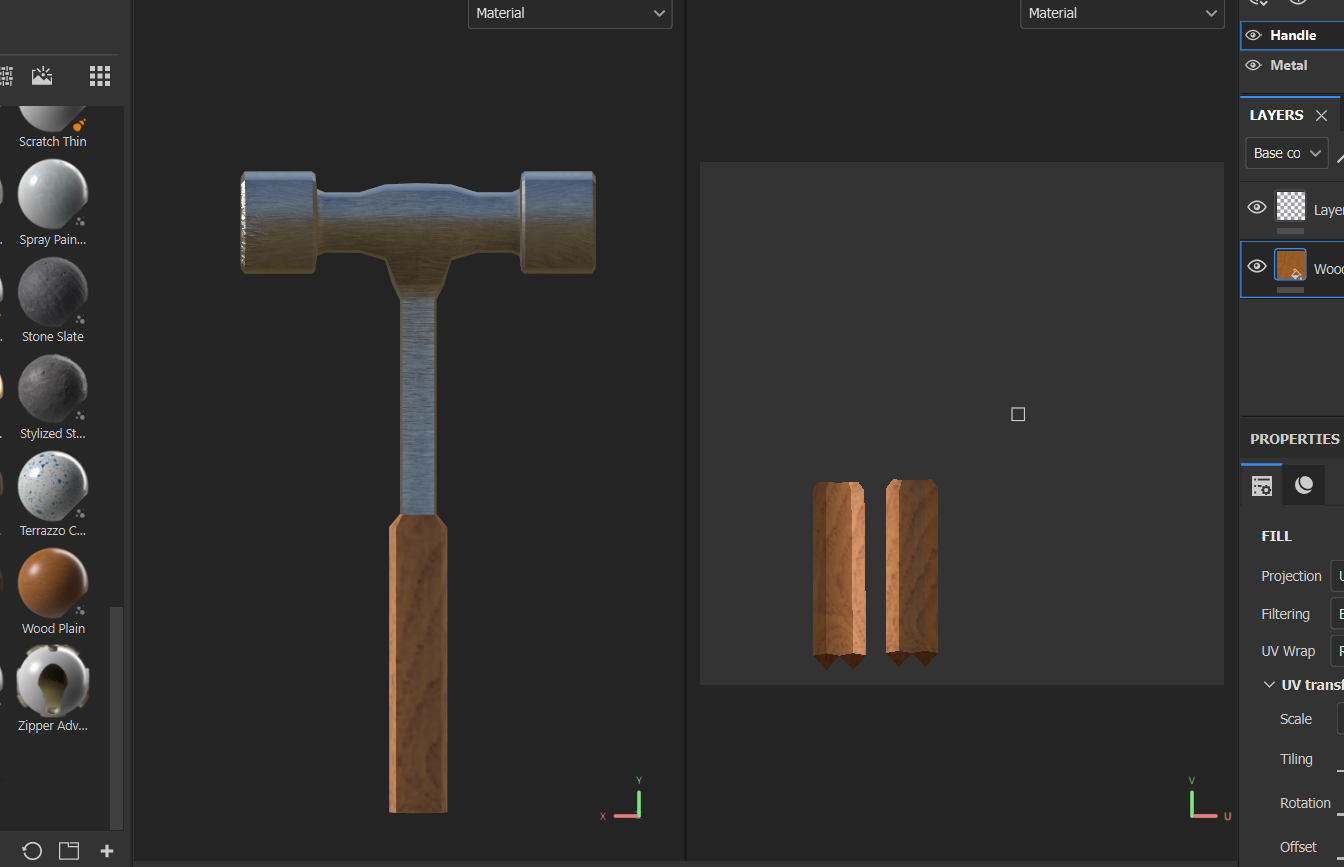 Material
Material
Handle
Metal
LAYERS
Base co
Scratch Thin
Spray Pain...
Stone Slate
Stylized St...
Terrazzo C...
Wood Plain
Zipper Adv...
Y
X
V
U
Laye
Wood
PROPERTIES
FILL
Projection
Filtering
UV Wrap
UV transf
Scale
Tiling
Rotation
Offset